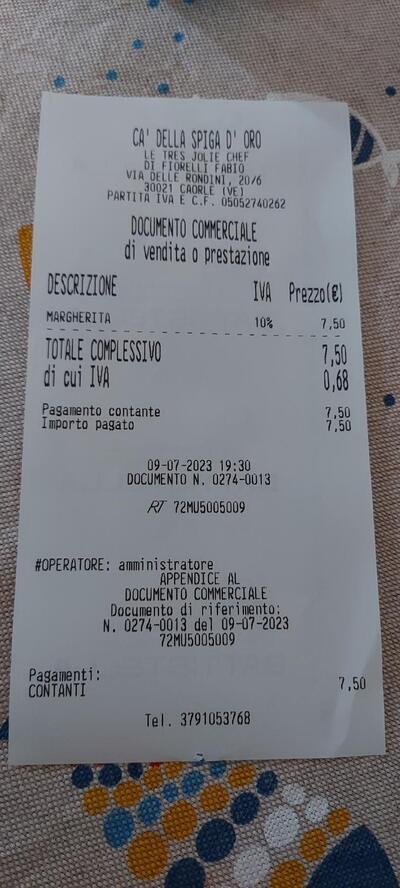 CA' DELLA SPIGA D' ORO
LE TRES JOLIE CHEF
DI FIORELLI FABIO
VIA DELLE RONDINI, 20/6
30021 CAORLE (VE)
PARTITA IVA E C.F. 05052740262
DOCUMENTO COMMERCIALE
di vendita o prestazione
DESCRIZIONE IVA Prezzo(€)
MARGHERITA 10% 7,50
TOTALE COMPLESSIVO 7,50
di cui IVA 0,68
Pagamento contante 7,50
Importo pagato 7,50
09-07-2023 19:30
DOCUMENTO N. 0274-0013
RT 72MU5005009
#OPERATORE: amministratore
APPENDICE AL
DOCUMENTO COMMERCIALE
Documento di riferimento:
N. 0274-0013 del 09-07-2023
72MU5005009
Pagamenti:
CONTANTI 7,50
Tel. 3791053768